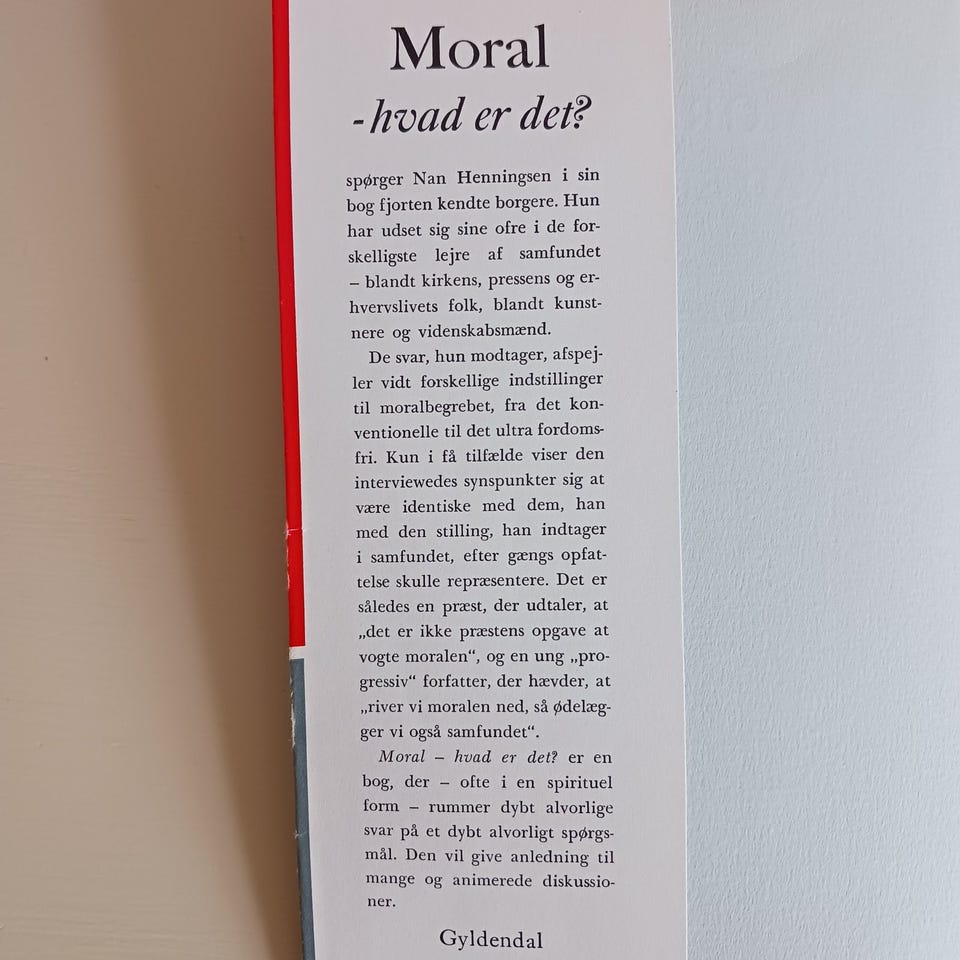 Moral
- hvad er det?
spørger Nan Henningsen i sin
bog fjorten kendte borgere. Hun
har udset sig sine ofre i de for-
skelligste lejre af samfundet
– blandt kirkens, pressens og er-
hvervslivets folk, blandt kunst-
nere og videnskabsmænd.
De svar, hun modtager, afspej-
ler vidt forskellige indstillinger
til moralbegrebet, fra det kon-
ventionelle til det ultra fordoms-
fri. Kun i få tilfælde viser den
interviewedes synspunkter sig at
være identiske med dem, han
med den stilling, han indtager
i samfundet, efter gængs opfat-
telse skulle repræsentere. Det er
således en præst, der udtaler, at
„det er ikke præstens opgave at
vogte moralen“, og en ung „pro-
gressiv“ forfatter, der hævder, at
„river vi moralen ned, så ødelæg-
ger vi også samfundet“.
Moral – hvad er det? er en
bog, der – ofte i en spirituel
form – rummer dybt alvorlige
svar på et dybt alvorligt spørgs-
mål. Den vil give anledning til
mange og animerede diskussio-
ner.
Gyldendal